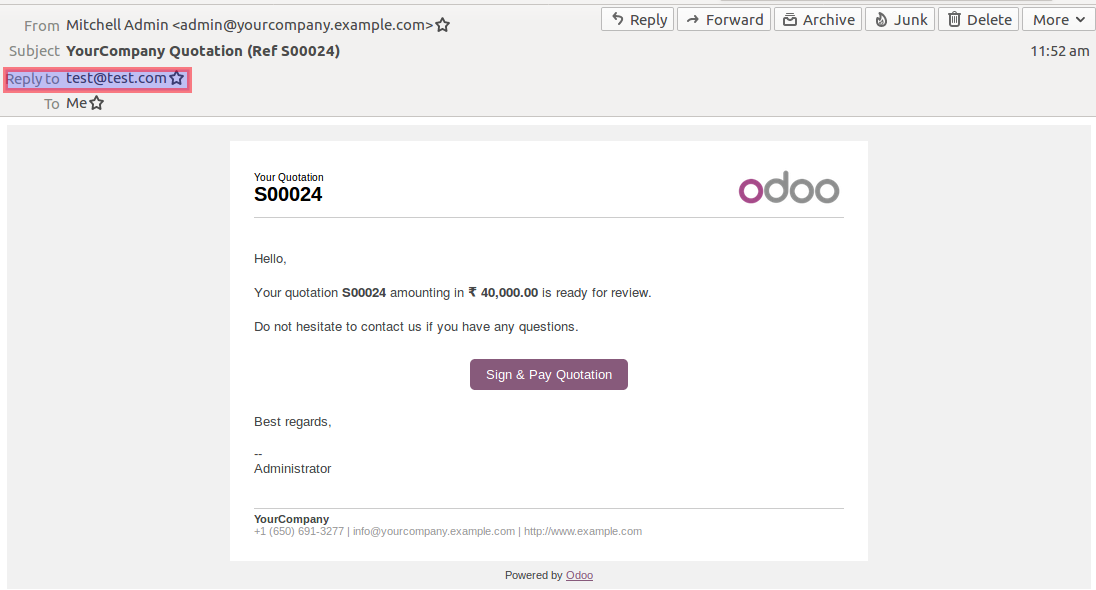 From Mitchell Admin <admin@yourcompany.example.com>
Reply Forward Archive Junk Delete More
Subject YourCompany Quotation (Ref S00024)
11:52 am
Reply to test@test.com
To Me
Your Quotation
S00024
odoo
Hello,
Your quotation S00024 amounting in ₹ 40,000.00 is ready for review.
Do not hesitate to contact us if you have any questions.
Sign & Pay Quotation
Best regards,
--
Administrator
YourCompany
+1 (650) 691-3277 | info@yourcompany.example.com | http://www.example.com
Powered by Odoo